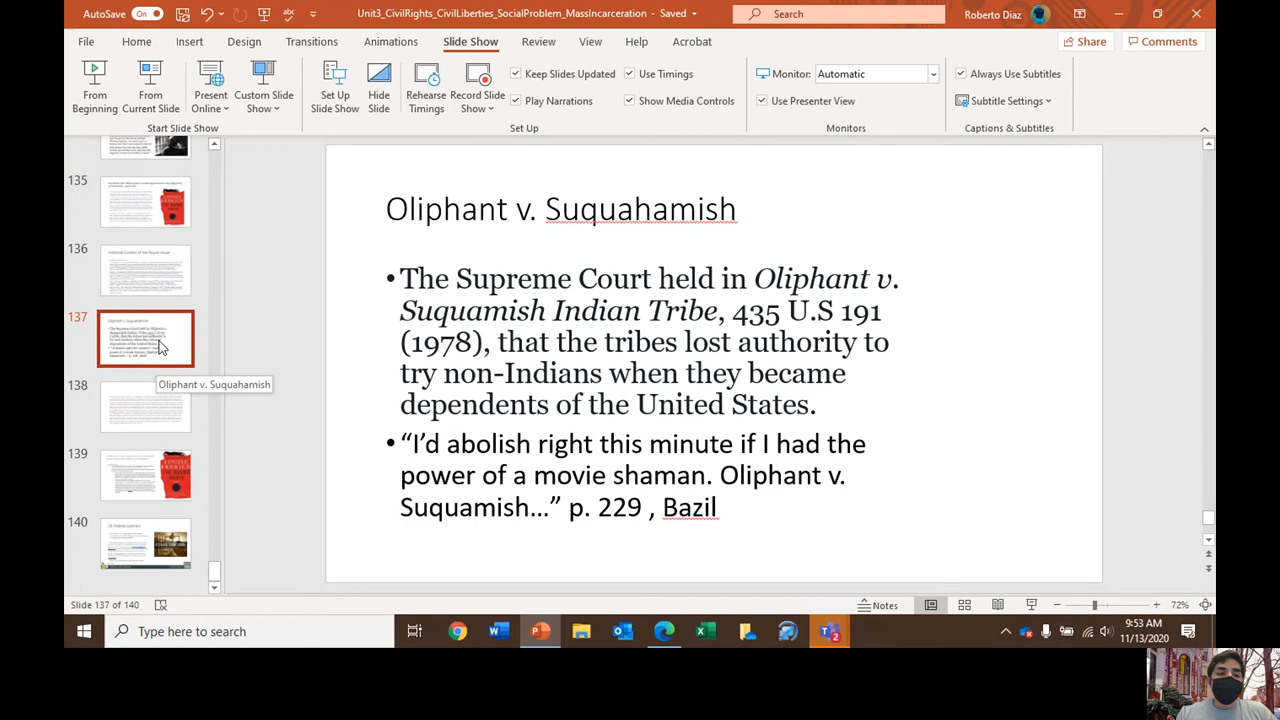 AutoSave On
Unit3_CivilRights_CivilLiberties_SocialProblem_MassIncarceration - Saved
Search
Roberto Diaz
File Home Insert Design Transitions Animations Slide Show Review View Help Acrobat
Share Comments
From Beginning
From Current Slide
Present Online
Custom Slide Show
Start Slide Show
Set Up Slide Show
Hide Slide
Rehearse Timings
Record Slide Show
Keep Slides Updated
Play Narrations
Use Timings
Show Media Controls
Set Up
Monitor: Automatic
Use Presenter View
Monitors
Always Use Subtitles
Subtitle Settings
Captions & Subtitles
135
136
137
Oliphant v. Suquahamish
138
139
140
Oliphant v. Suquahamish
•The Supreme Court held in Oliphant v.
Suquamish Indian Tribe, 435 U.S 191
(1978), that the tribes lost authority to
try non-Indians when they became
dependents of the United States.
•“I’d abolish right this minute if I had the
power of a movie shaman. Oliphant v.
Suquamish…” p. 229 , Bazil
Slide 137 of 140
Notes
72%
Type here to search
9:53 AM
11/13/2020